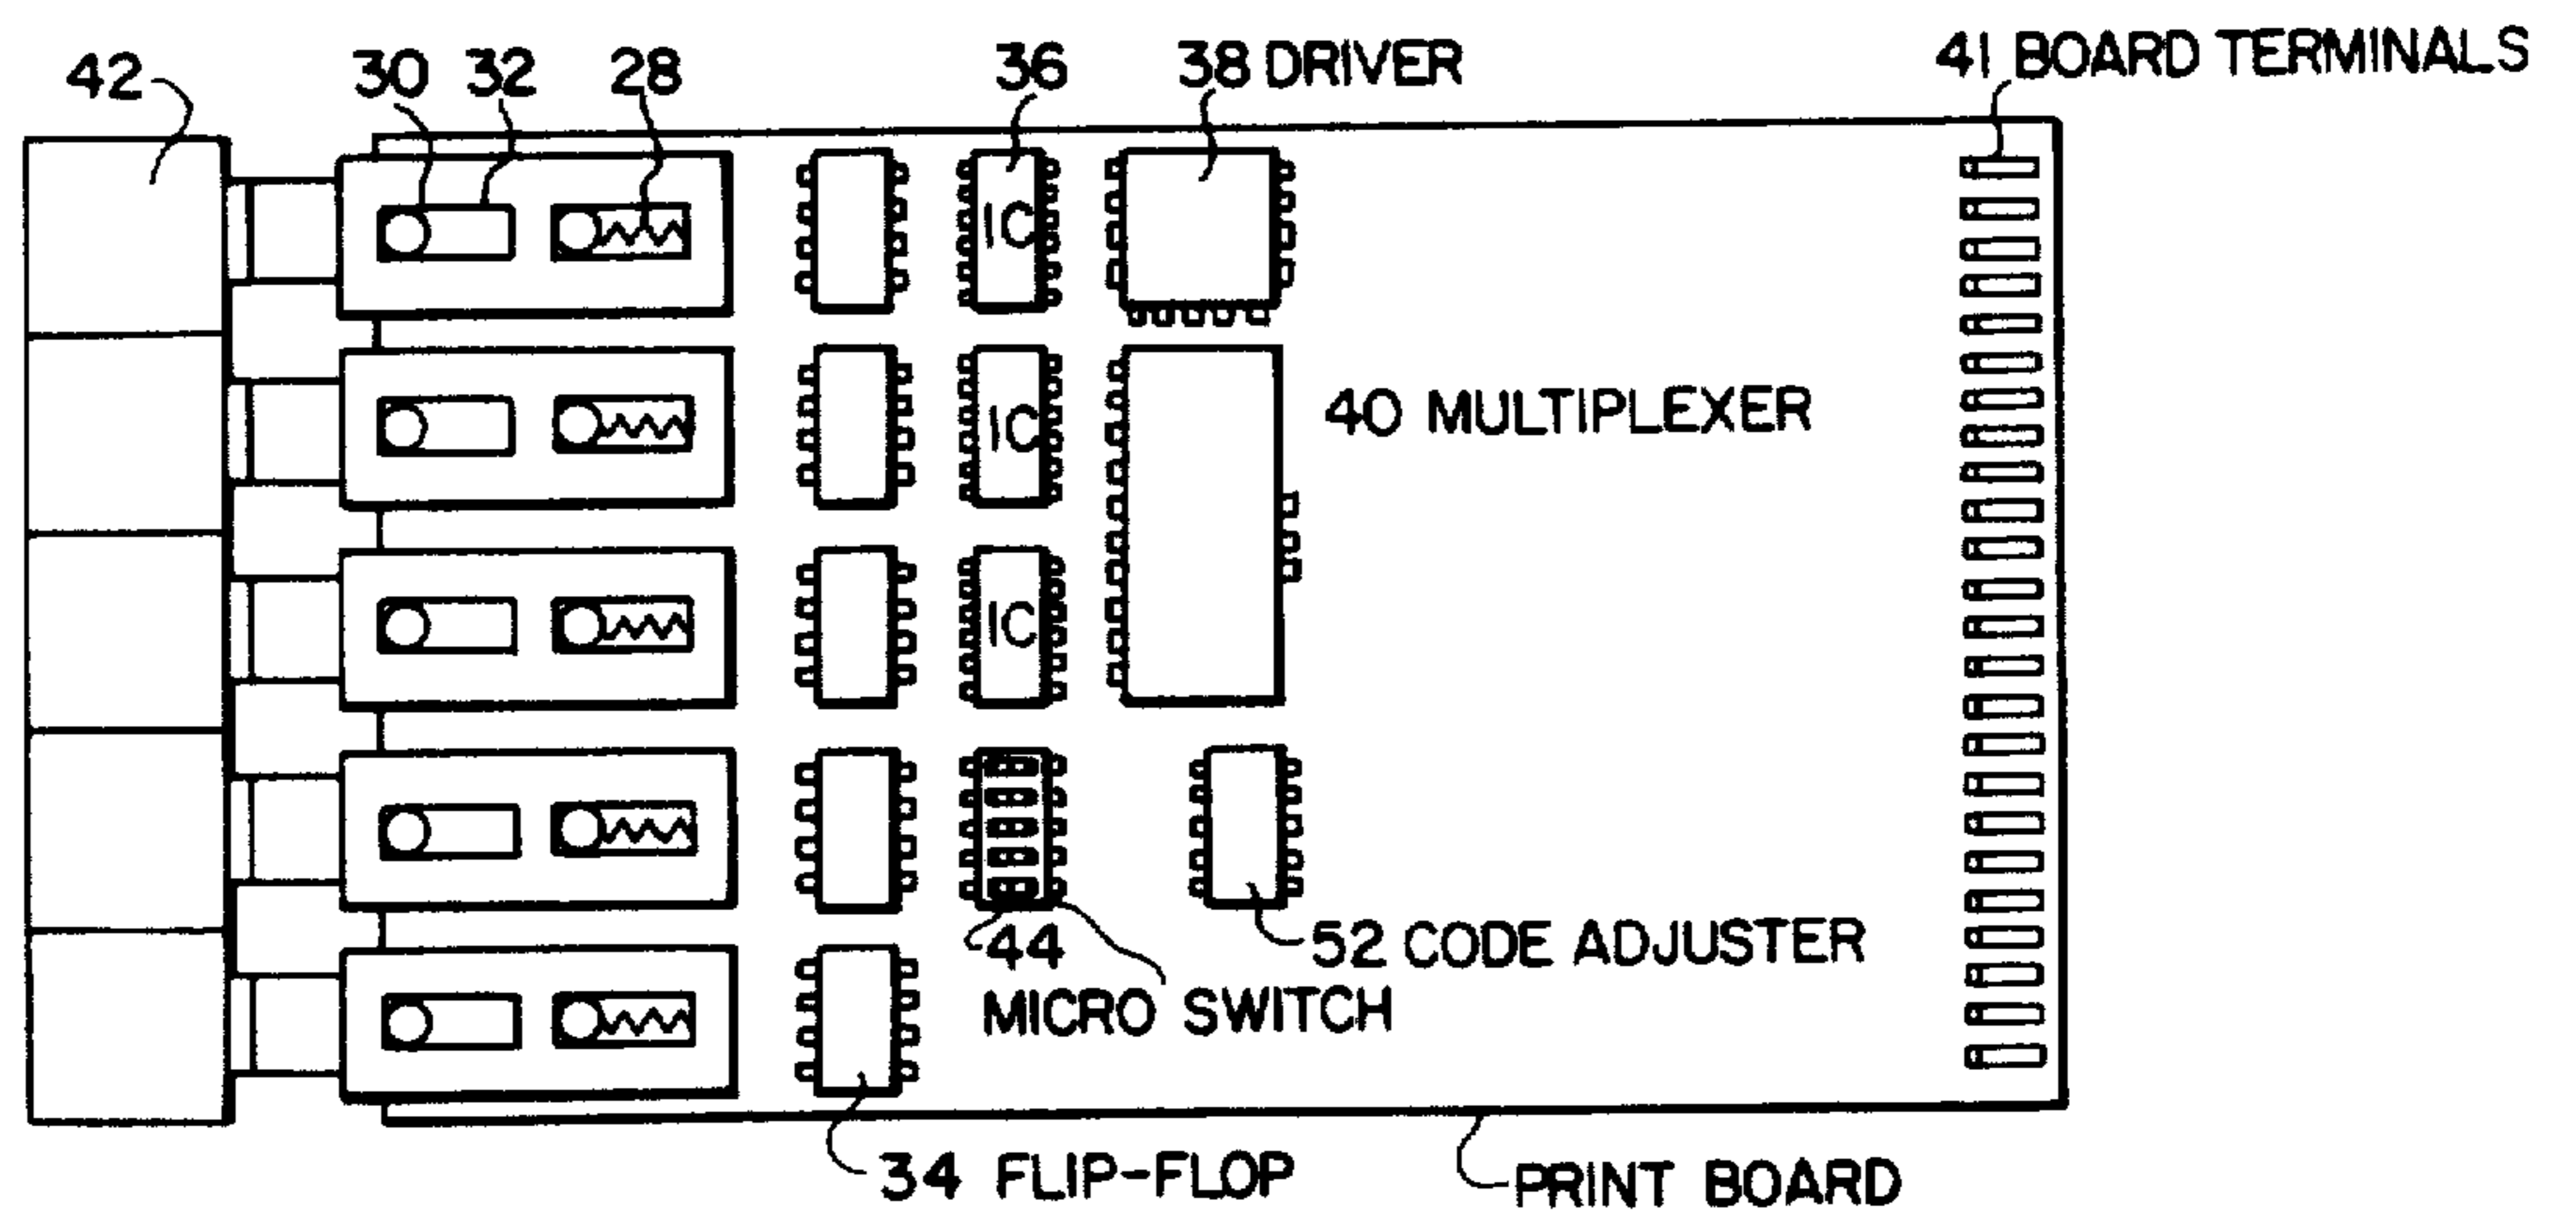 42
30 32 28
36
38 DRIVER
41 BOARD TERMINALS
IC
IC
40 MULTIPLEXER
IC
44
MICRO SWITCH
52 CODE ADJUSTER
34 FLIP-FLOP
PRINT BOARD